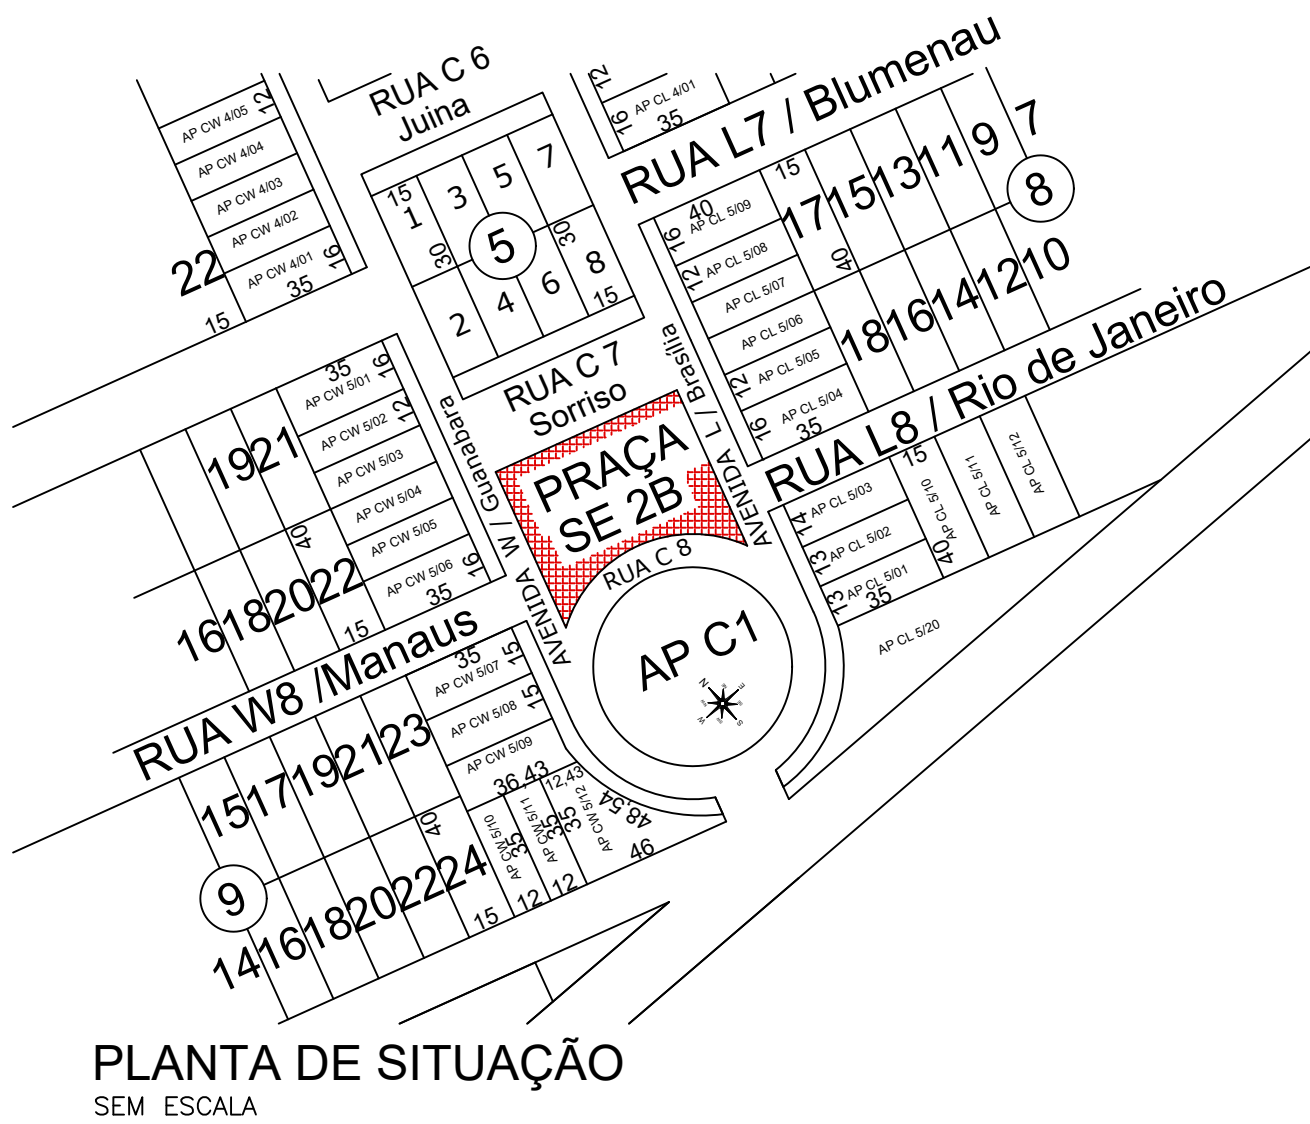 RUA C 6
Juina
12
AP CW 4/05
AP CW 4/04
AP CW 4/03
AP CW 4/02
AP CW 4/01
16
35
22
15
12
AP CL 4/01
16
35
RUA L7 / Blumenau
15
1
3
5
7
30
5
30
2
4
6
8
15
RUA C 7
Sorriso
40
AP CL 5/09
16
AP CL 5/08
12
AP CL 5/07
AP CL 5/06
AP CL 5/05
12
AP CL 5/04
16
35
15
17
15
13
11
9
7
8
40
18
16
14
12
10
RUA L8 / Rio de Janeiro
35
16
AP CW 5/01
12
AP CW 5/02
AP CW 5/03
AP CW 5/04
AP CW 5/05
AP CW 5/06
16
35
19
21
40
16
18
20
22
15
AVENIDA W / Guanabara
AVENIDA L / Brasília
PRAÇA
SE 2B
RUA C 8
AP C1
N
E
S
W
AP CL 5/03
14
AP CL 5/02
13
AP CL 5/01
13
35
15
AP CL 5/10
40
AP CL 5/11
AP CL 5/12
AP CL 5/20
RUA W8 /Manaus
35
15
AP CW 5/07
15
AP CW 5/08
AP CW 5/09
36,43
12,43
15
17
19
21
23
40
9
14
16
18
20
22
24
15
AP CW 5/10
35
12
AP CW 5/11
35
12
35
AP CW 5/12
48,54
46
PLANTA DE SITUAÇÃO
SEM ESCALA